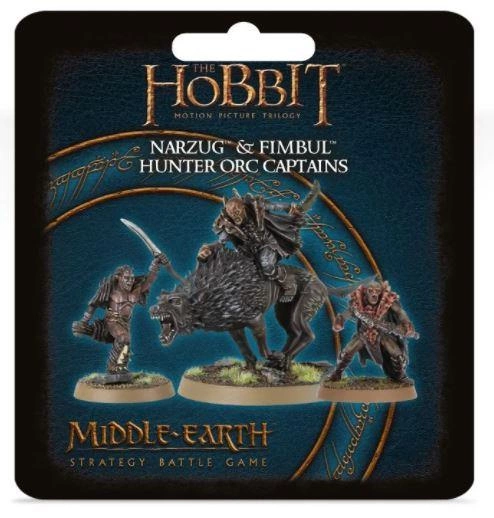 THE
HOBBIT
MOTION PICTURE TRILOGY
NARZUG™ & FIMBUL™
HUNTER ORC CAPTAINS
MIDDLE-EARTH
STRATEGY BATTLE GAME